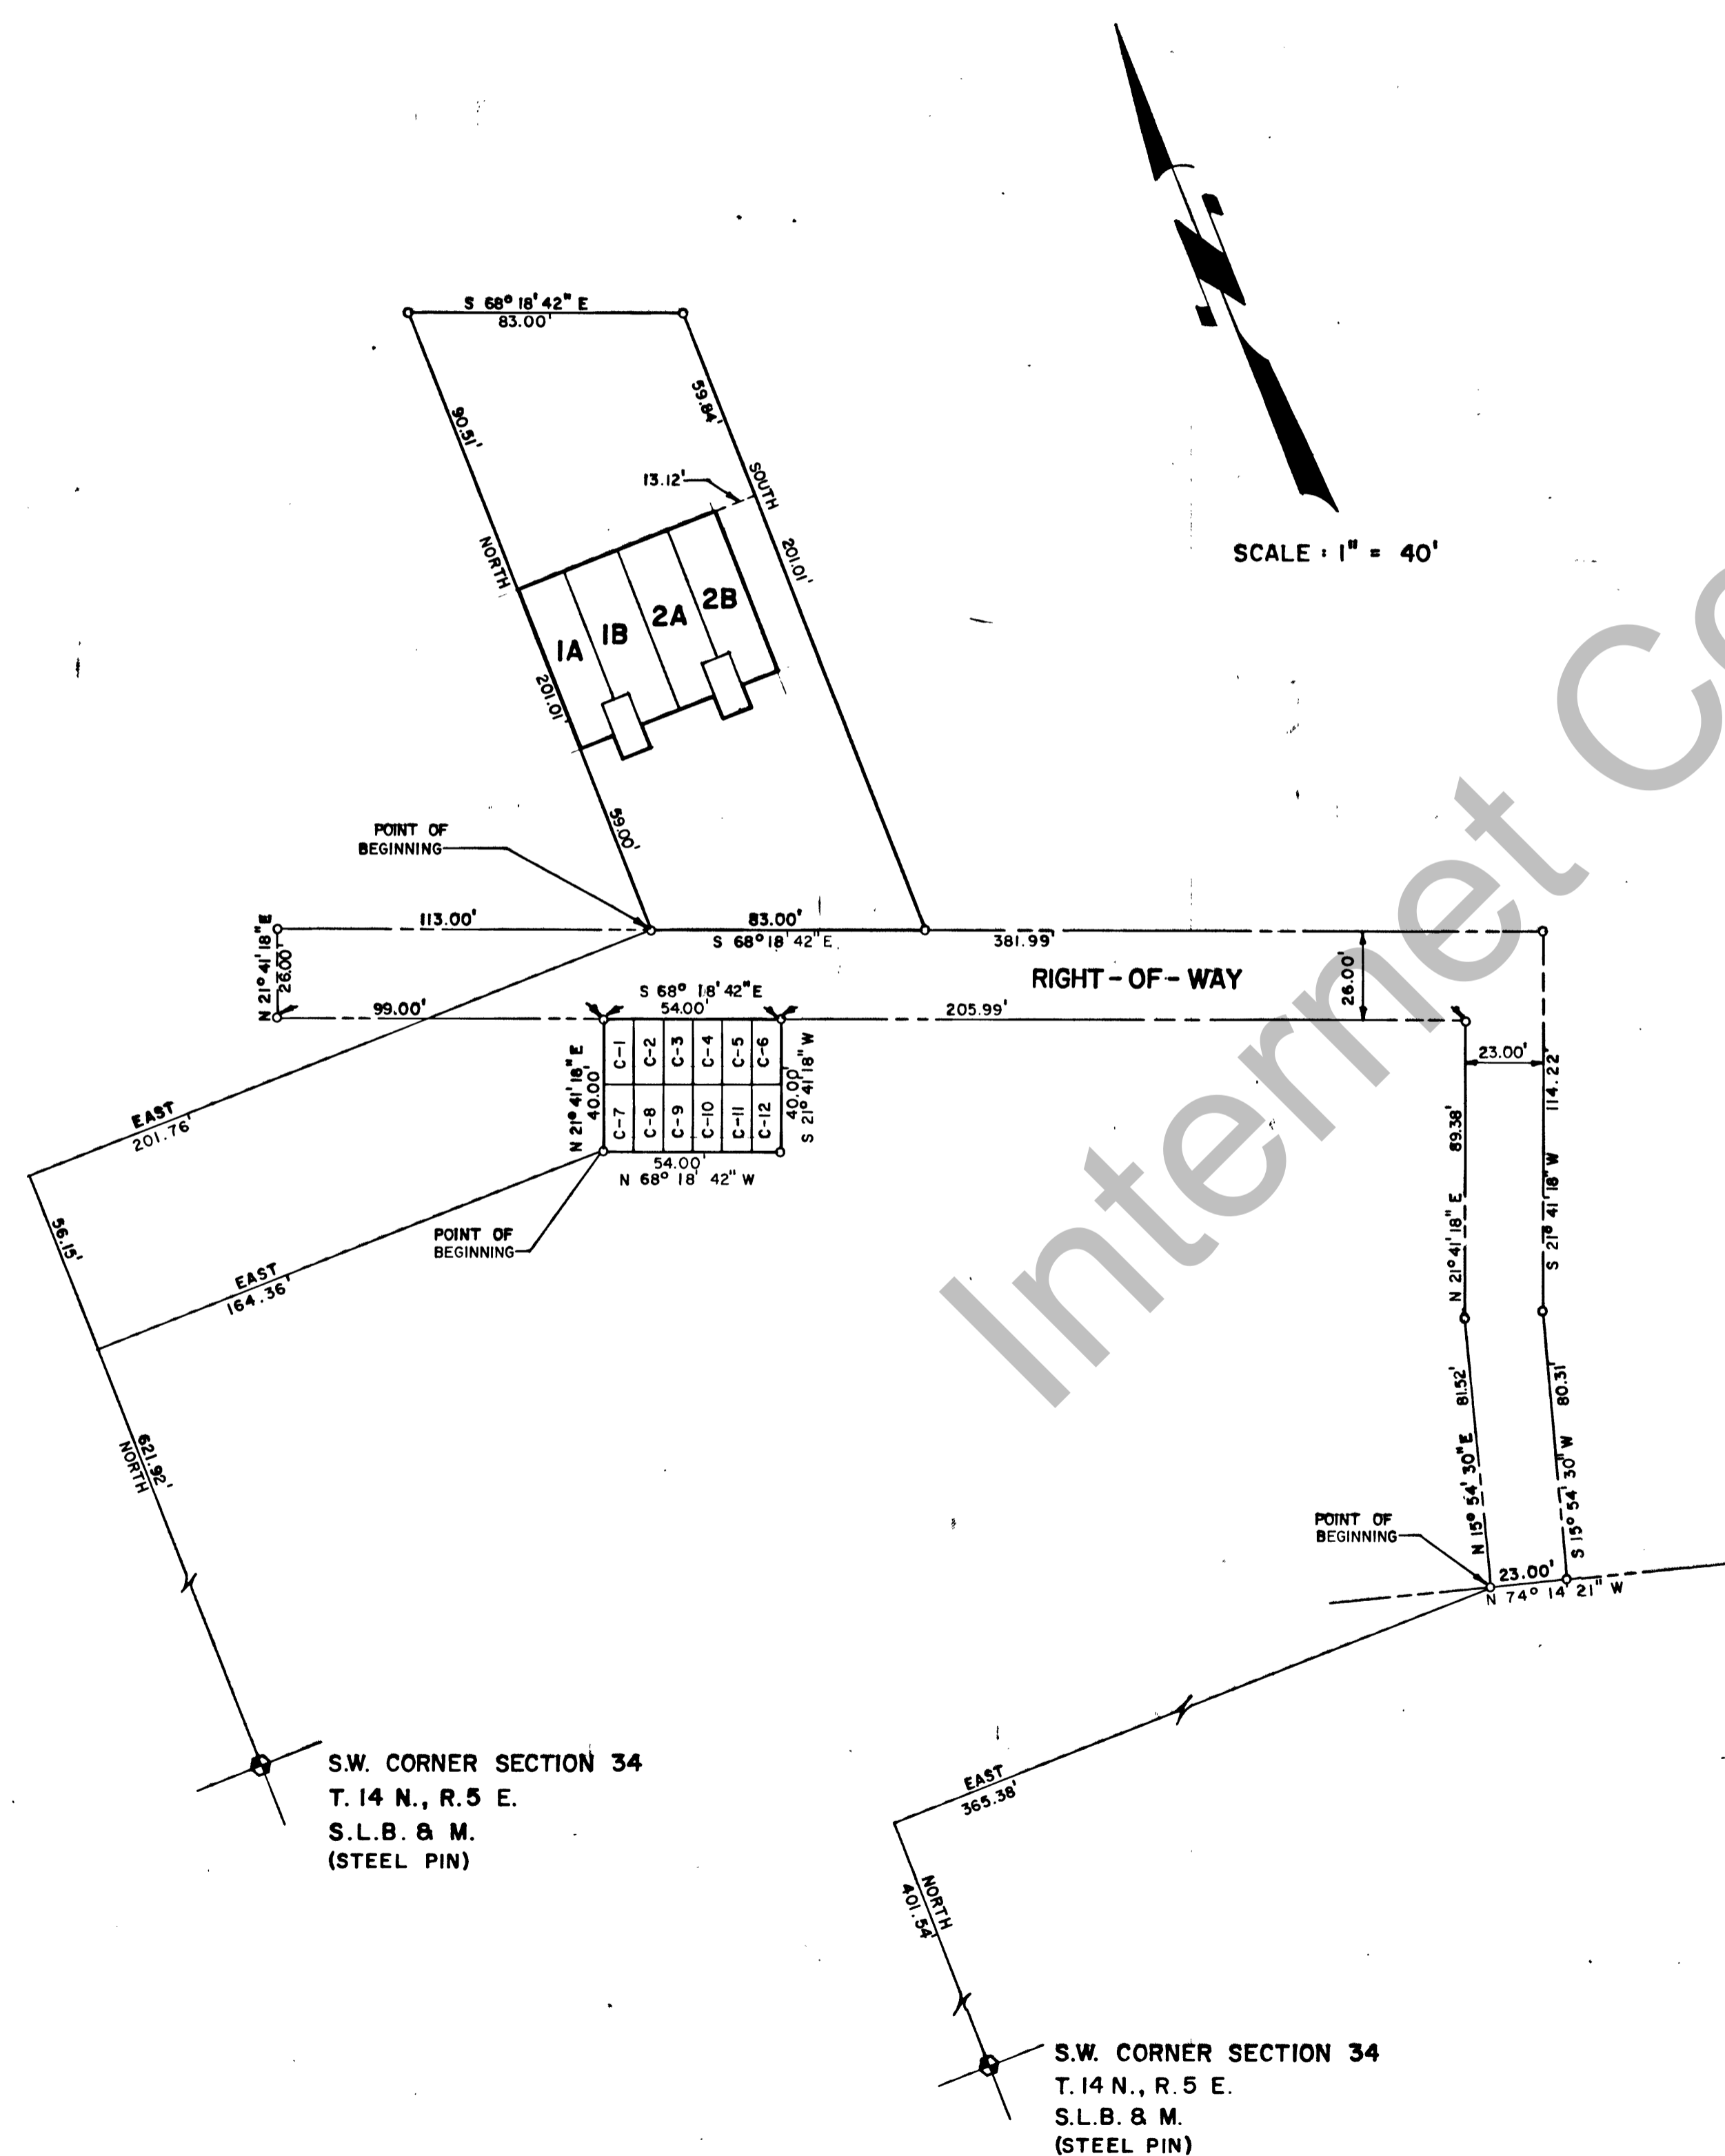 S 68° 18' 42" E
83.00'
90.51'
59.84'
13.12'
SOUTH
NORTH
201.01'
SCALE : 1" = 40'
1A
1B
2A
2B
201.01'
59.00'
POINT OF
BEGINNING
113.00'
83.00'
S 68° 18' 42" E.
381.99'
N 21° 41' 18" E
26.00'
RIGHT-OF-WAY
26.00'
99.00'
S 68° 18' 42" E
54.00'
205.99'
23.00'
C-1
C-2
C-3
C-4
C-5
C-6
C-7
C-8
C-9
C-10
C-11
C-12
N 21° 41' 18" E
40.00'
40.00'
S 21° 41' 18" W
54.00'
N 68° 18' 42" W
EAST
201.76'
56.15'
POINT OF
BEGINNING
EAST
164.36'
621.92'
NORTH
89.38'
N 21° 41' 18" E
114.22'
S 21° 41' 18" W
81.52'
N 15° 54' 30" E
80.31'
S 15° 54' 30" W
POINT OF
BEGINNING
23.00'
N 74° 14' 21" W
S.W. CORNER SECTION 34
T. 14 N., R. 5 E.
S.L.B. & M.
(STEEL PIN)
EAST
365.38'
NORTH
401.54'
S.W. CORNER SECTION 34
T. 14 N., R. 5 E.
S.L.B. & M.
(STEEL PIN)
N
Internet Co